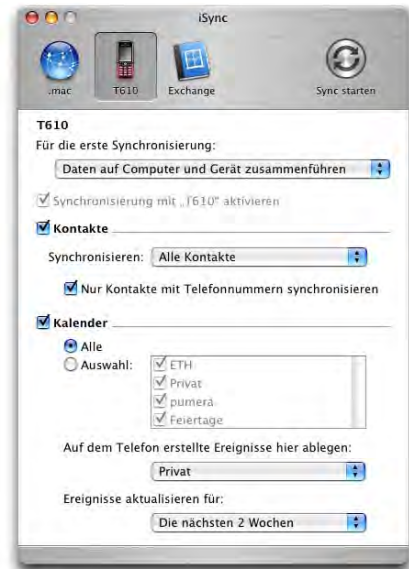 iSync
.mac
T610
Exchange
Sync starten
T610
Für die erste Synchronisierung:
Daten auf Computer und Gerät zusammenführen
Synchronisierung mit „T610" aktivieren
Kontakte
Synchronisieren: Alle Kontakte
Nur Kontakte mit Telefonnummern synchronisieren
Kalender
Alle
Auswahl:
ETH
Privat
pumera
Feiertage
Auf dem Telefon erstellte Ereignisse hier ablegen:
Privat
Ereignisse aktualisieren für:
Die nächsten 2 Wochen